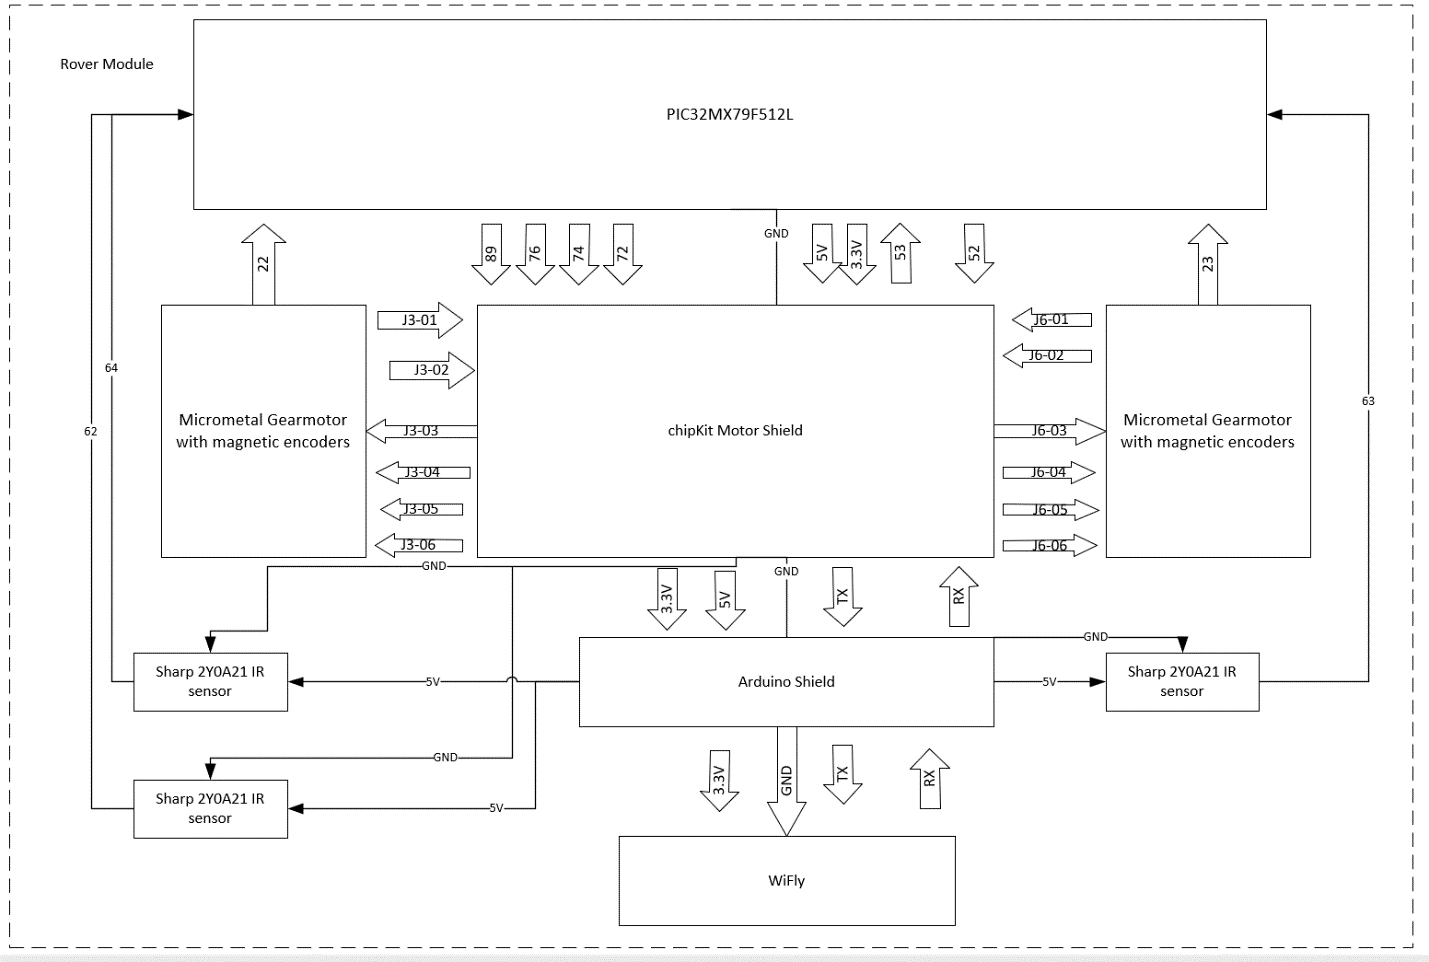 Rover Module
PIC32MX79F512L
22
89
76
74
72
GND
5V
3.3V
53
52
23
J3-01
J3-02
J3-03
J3-04
J3-05
J3-06
J6-01
J6-02
J6-03
J6-04
J6-05
J6-06
64
62
63
Micrometal Gearmotor
with magnetic encoders
chipKit Motor Shield
Micrometal Gearmotor
with magnetic encoders
GND
3.3V
5V
GND
TX
RX
GND
Sharp 2Y0A21 IR
sensor
5V
Arduino Shield
5V
Sharp 2Y0A21 IR
sensor
GND
Sharp 2Y0A21 IR
sensor
5V
3.3V
GND
TX
RX
WiFly